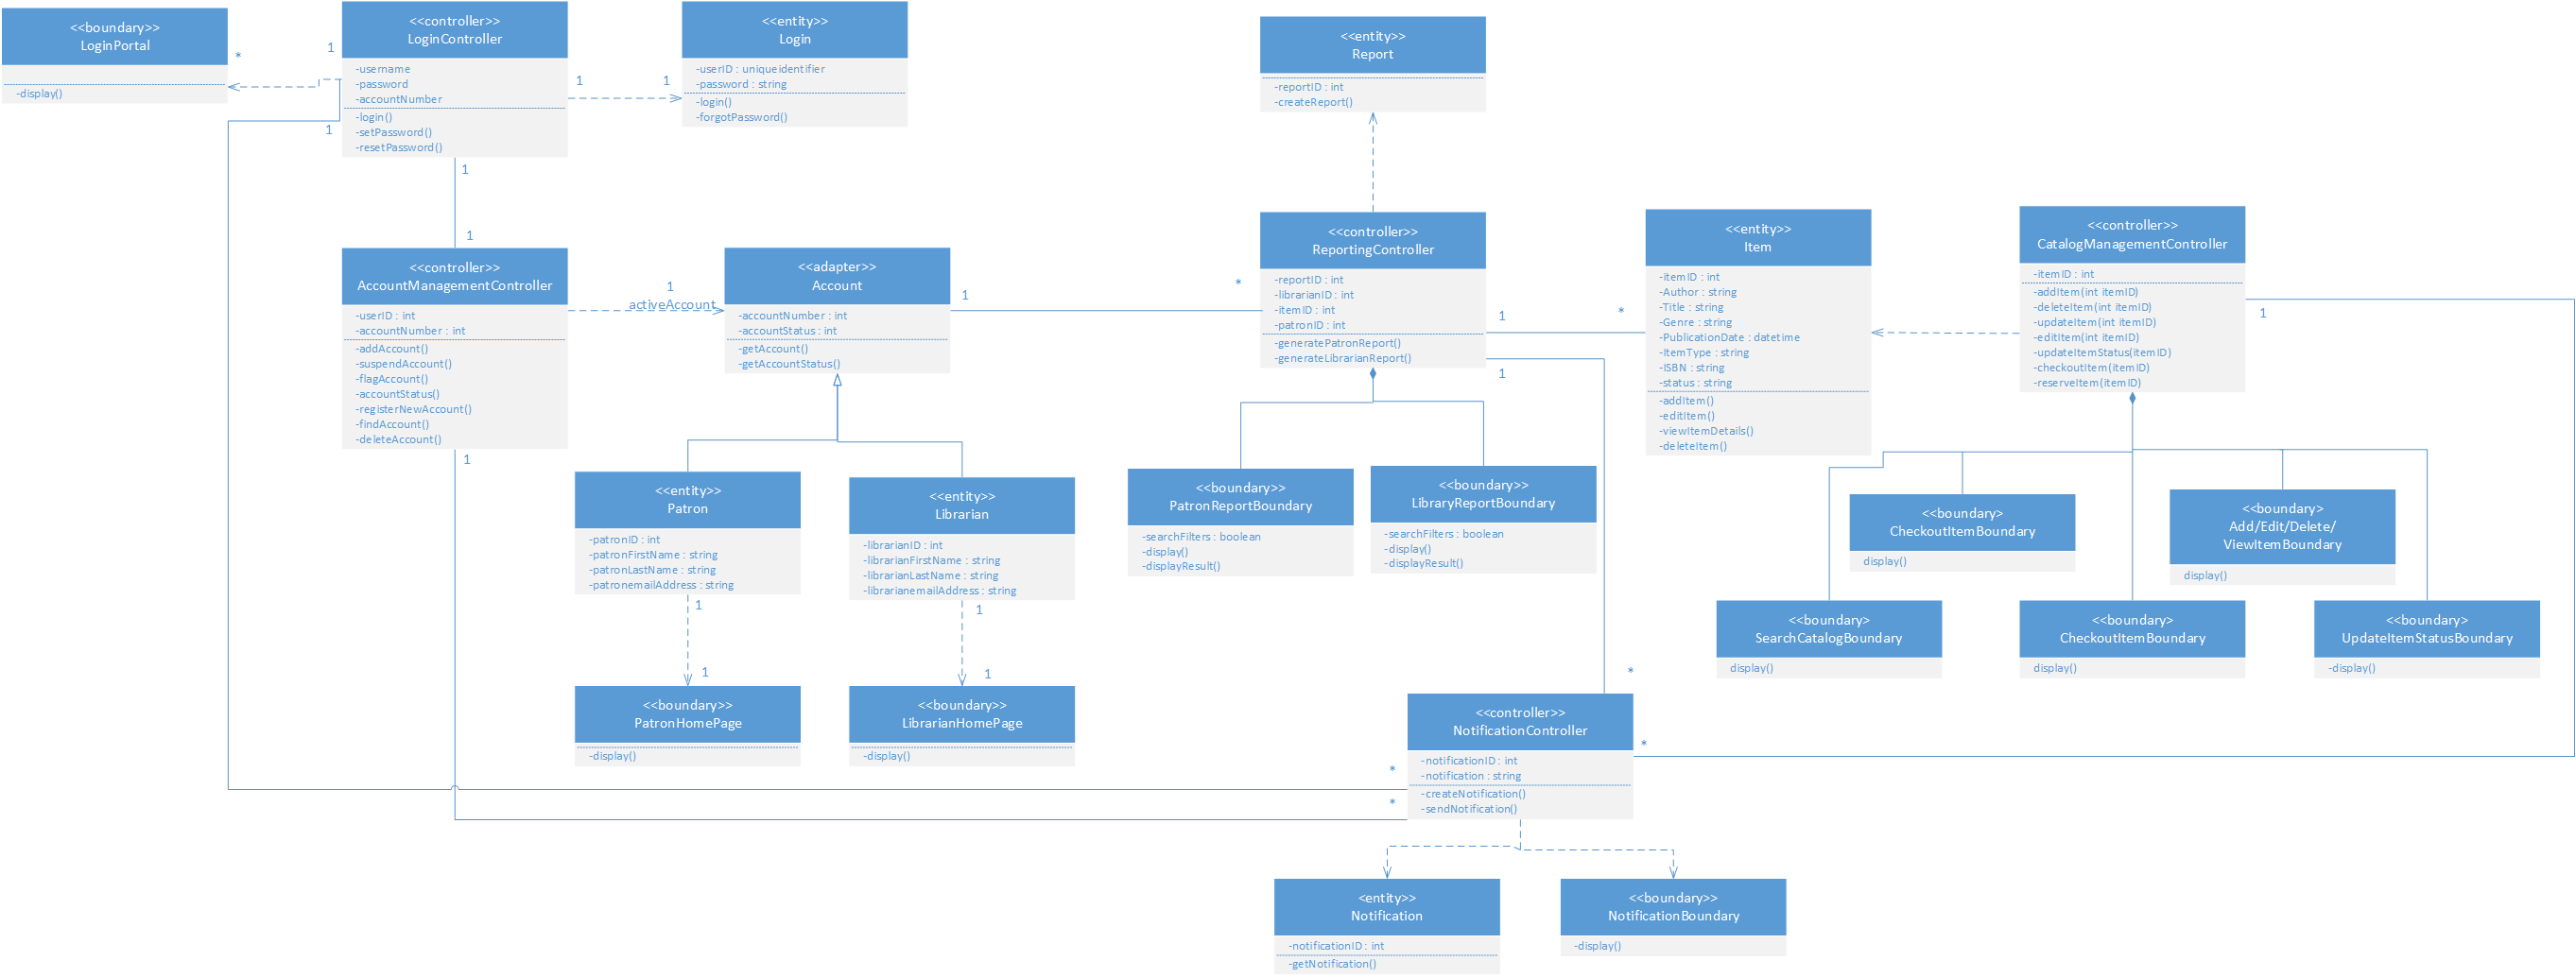 <<boundary>>
LoginPortal
-display()
*
1
1
<<controller>>
LoginController
-username
-password
-accountNumber
-login()
-setPassword()
-resetPassword()
1
1
<<entity>>
Login
-userID : uniqueidentifier
-password : string
-login()
-forgotPassword()
1
1
<<controller>>
AccountManagementController
-userID : int
-accountNumber : int
-addAccount()
-suspendAccount()
-flagAccount()
-accountStatus()
-registerNewAccount()
-findAccount()
-deleteAccount()
1
1
activeAccount
<<adapter>>
Account
-accountNumber : int
-accountStatus : int
-getAccount()
-getAccountStatus()
1
*
<<entity>>
Patron
-patronID : int
-patronFirstName : string
-patronLastName : string
-patronemailAddress : string
1
1
<<entity>>
Librarian
-librarianID : int
-librarianFirstName : string
-librarianLastName : string
-librarianemailAddress : string
1
1
<<boundary>>
PatronHomePage
-display()
<<boundary>>
LibrarianHomePage
-display()
<<entity>>
Report
-reportID : int
-createReport()
<<controller>>
ReportingController
-reportID : int
-librarianID : int
-itemID : int
-patronID : int
-generatePatronReport()
-generateLibrarianReport()
1
*
1
<<boundary>>
PatronReportBoundary
-searchFilters : boolean
-display()
-displayResult()
<<boundary>>
LibraryReportBoundary
-searchFilters : boolean
-display()
-displayResult()
<<entity>>
Item
-itemID : int
-Author : string
-Title : string
-Genre : string
-PublicationDate : datetime
-ItemType : string
-ISBN : string
-status : string
-addItem()
-editItem()
-viewItemDetails()
-deleteItem()
<<controller>>
CatalogManagementController
-itemID : int
-addItem(int itemID)
-deleteItem(int itemID)
-updateItem(int itemID)
-editItem(int itemID)
-updateItemStatus(itemID)
-checkoutItem(itemID)
-reserveItem(itemID)
1
<<boundary>
CheckoutItemBoundary
display()
<<boundary>
Add/Edit/Delete/
ViewItemBoundary
display()
<<boundary>
SearchCatalogBoundary
display()
<<boundary>
CheckoutItemBoundary
display()
<<boundary>>
UpdateItemStatusBoundary
-display()
*
*
*
*
<<controller>>
NotificationController
-notificationID : int
-notification : string
-createNotification()
-sendNotification()
<entity>>
Notification
-notificationID : int
-getNotification()
<<boundary>>
NotificationBoundary
-display()